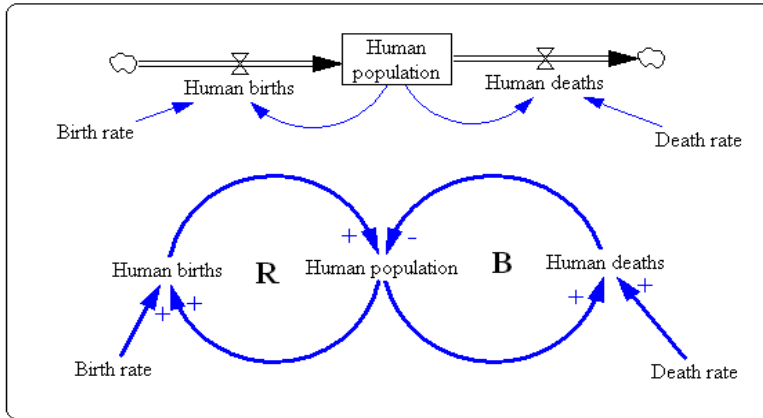 Human
population
Human births
Human deaths
Birth rate
Death rate
+
-
R
B
Human births
Human population
Human deaths
+
+
+
+
Birth rate
Death rate